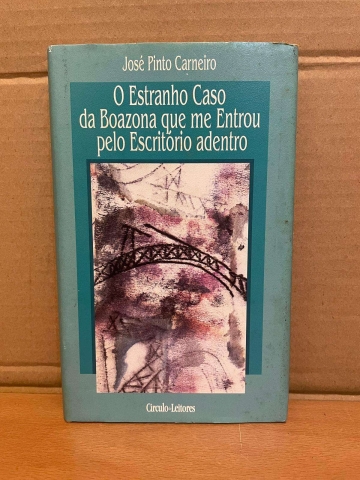 José Pinto Carneiro
O Estranho Caso
da Boazona que me Entrou
pelo Escritório adentro
Círculo-Leitores